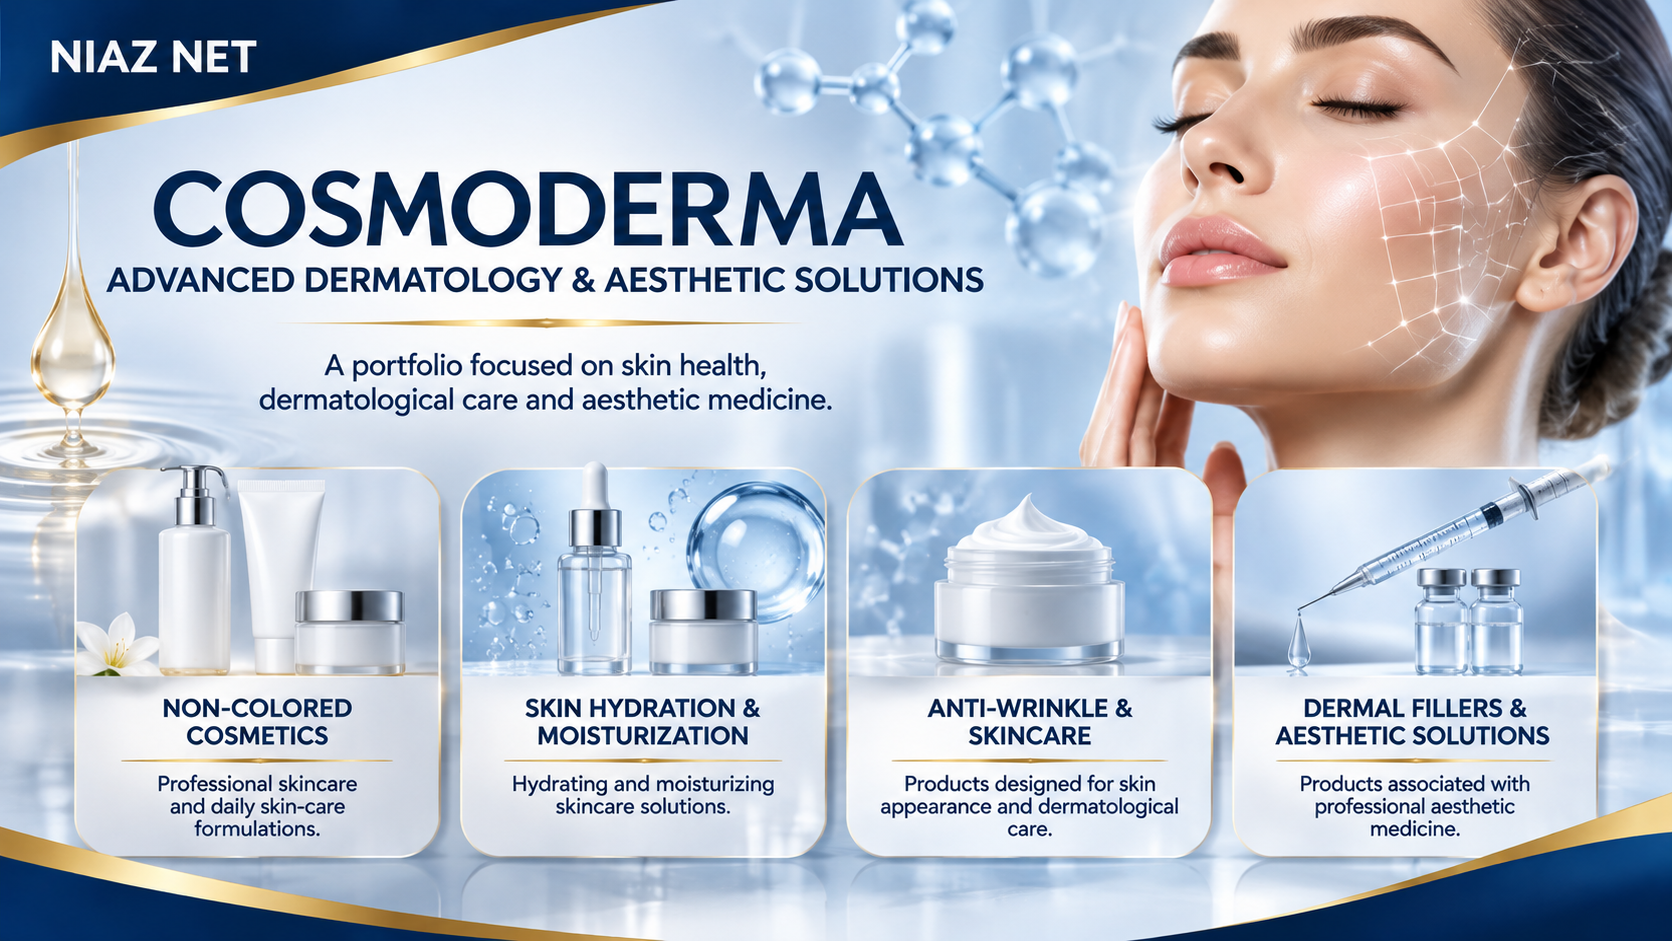 NIAZ NET
COSMODERMA
ADVANCED DERMATOLOGY & AESTHETIC SOLUTIONS
A portfolio focused on skin health,
dermatological care and aesthetic medicine.
NON-COLORED
COSMETICS
Professional skincare
and daily skin-care
formulations.
SKIN HYDRATION &
MOISTURIZATION
Hydrating and moisturizing
skincare solutions.
ANTI-WRINKLE &
SKINCARE
Products designed for skin
appearance and dermatological
care.
DERMAL FILLERS &
AESTHETIC SOLUTIONS
Products associated with
professional aesthetic
medicine.